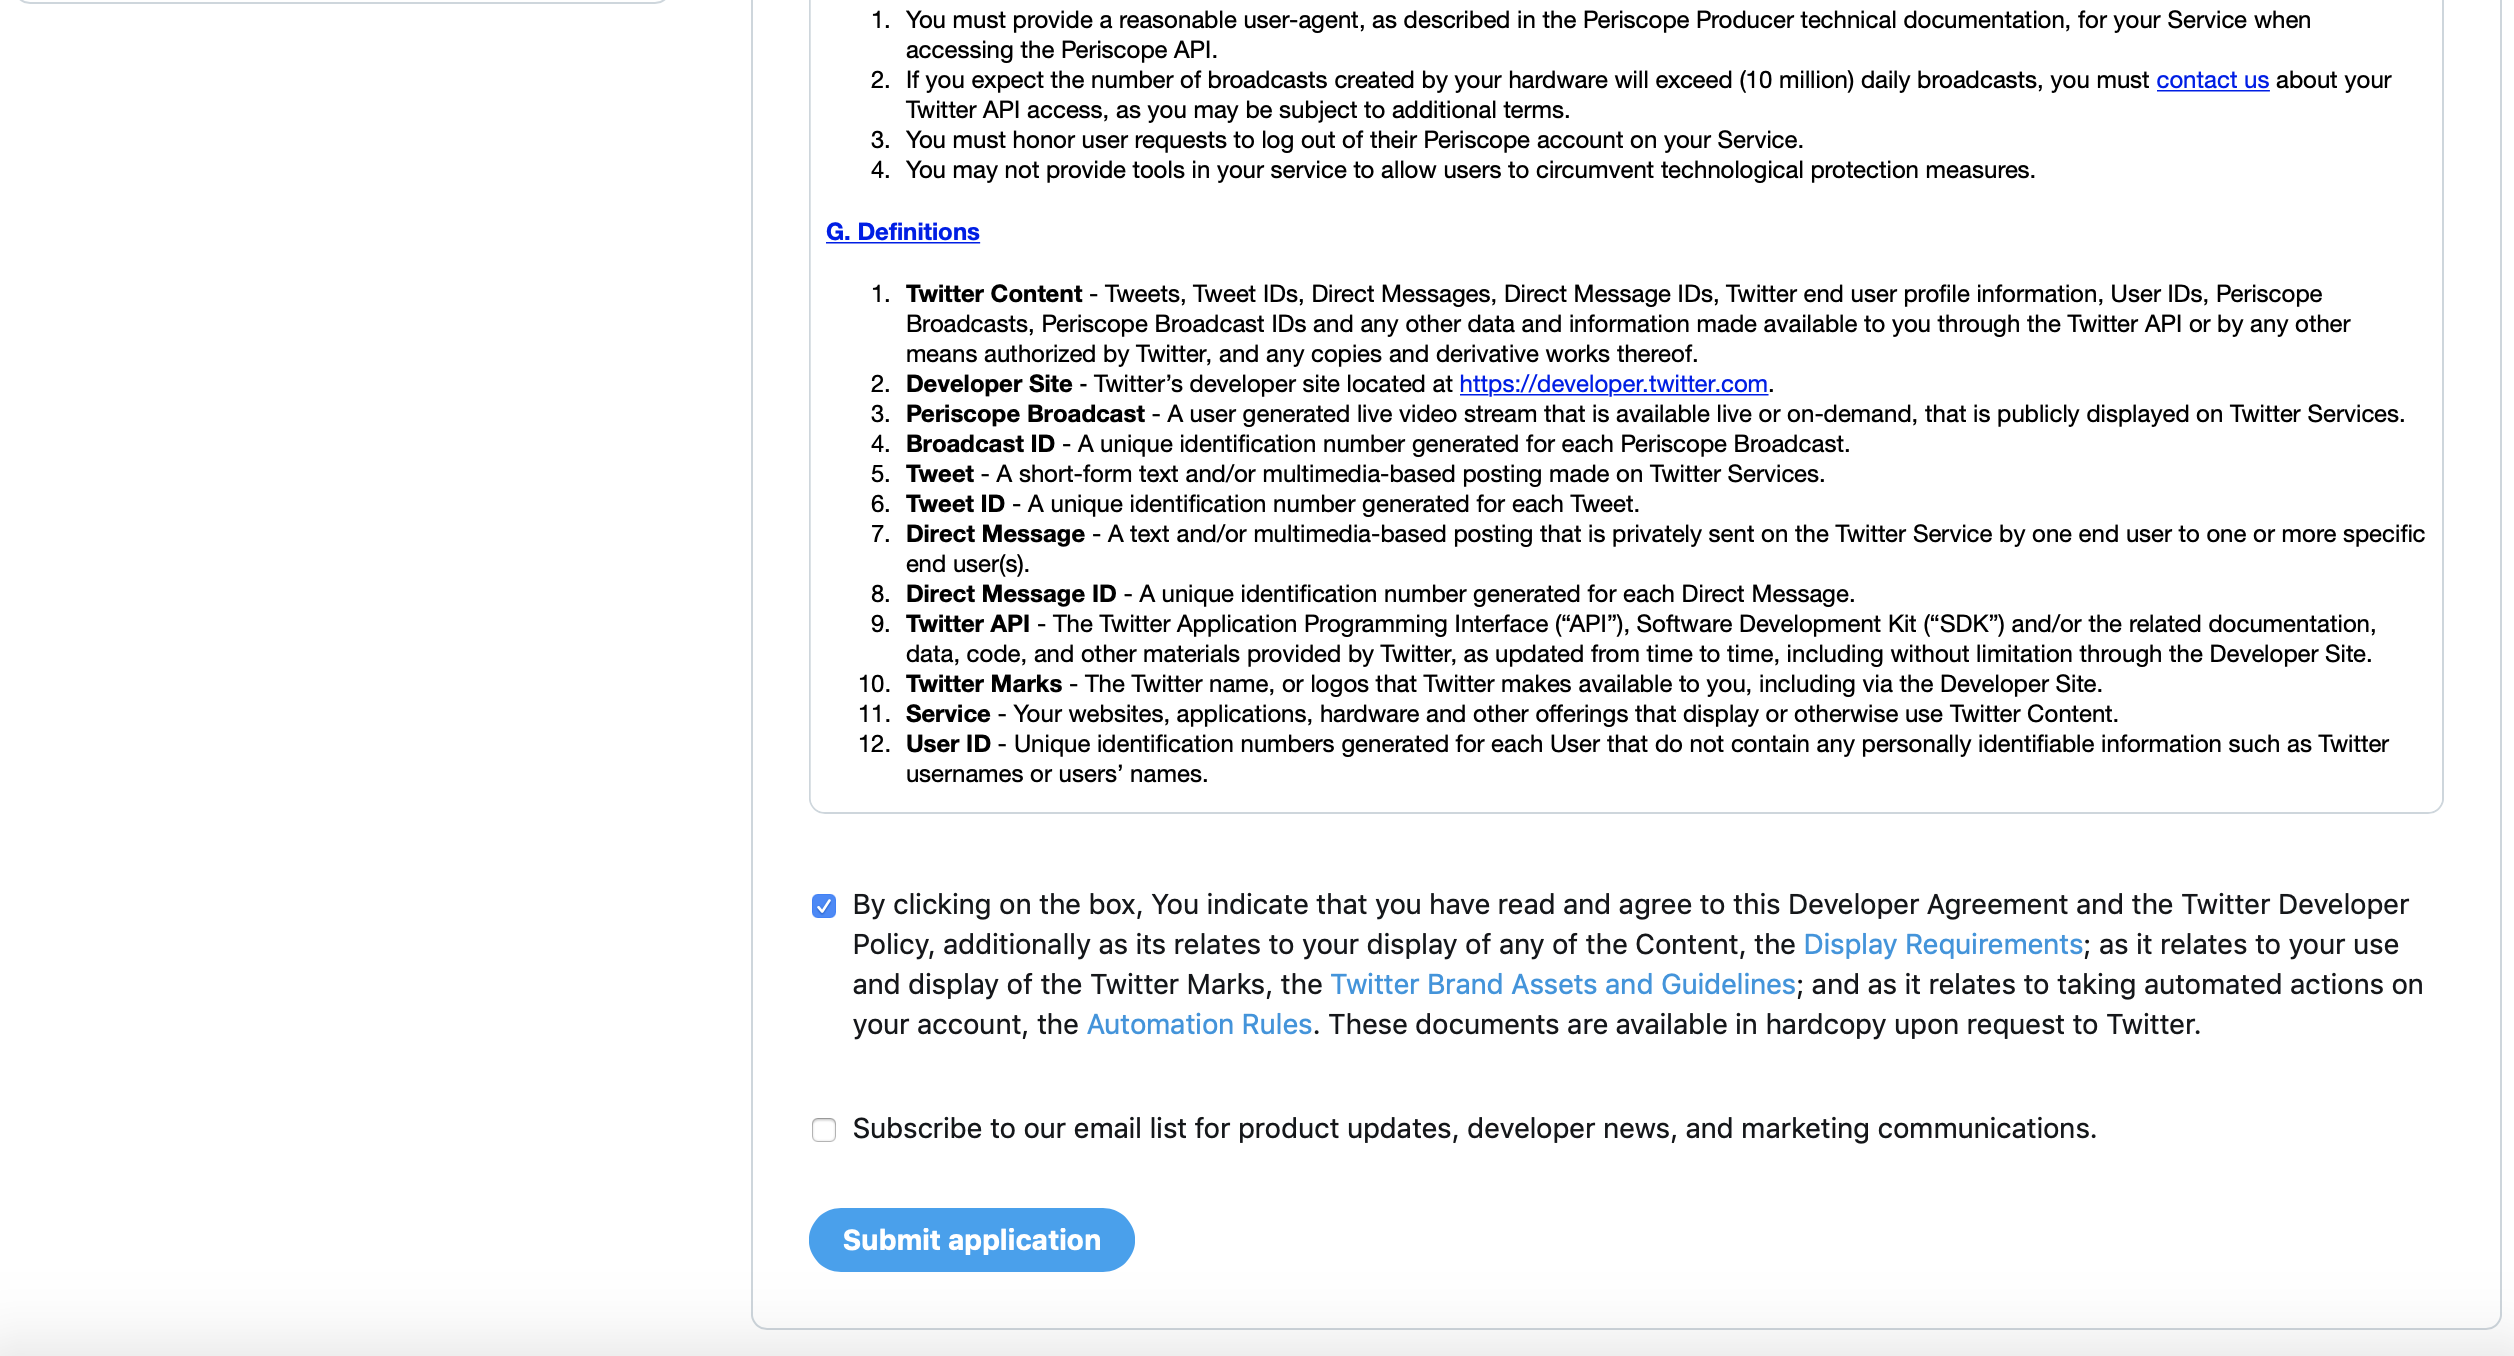 1. You must provide a reasonable user-agent, as described in the Periscope Producer technical documentation, for your Service when
accessing the Periscope API.
2. If you expect the number of broadcasts created by your hardware will exceed (10 million) daily broadcasts, you must contact us about your
Twitter API access, as you may be subject to additional terms.
3. You must honor user requests to log out of their Periscope account on your Service.
4. You may not provide tools in your service to allow users to circumvent technological protection measures.
G. Definitions
1. Twitter Content - Tweets, Tweet IDs, Direct Messages, Direct Message IDs, Twitter end user profile information, User IDs, Periscope
Broadcasts, Periscope Broadcast IDs and any other data and information made available to you through the Twitter API or by any other
means authorized by Twitter, and any copies and derivative works thereof.
2. Developer Site - Twitter’s developer site located at https://developer.twitter.com.
3. Periscope Broadcast - A user generated live video stream that is available live or on-demand, that is publicly displayed on Twitter Services.
4. Broadcast ID - A unique identification number generated for each Periscope Broadcast.
5. Tweet - A short-form text and/or multimedia-based posting made on Twitter Services.
6. Tweet ID - A unique identification number generated for each Tweet.
7. Direct Message - A text and/or multimedia-based posting that is privately sent on the Twitter Service by one end user to one or more specific
end user(s).
8. Direct Message ID - A unique identification number generated for each Direct Message.
9. Twitter API - The Twitter Application Programming Interface (“API”), Software Development Kit (“SDK”) and/or the related documentation,
data, code, and other materials provided by Twitter, as updated from time to time, including without limitation through the Developer Site.
10. Twitter Marks - The Twitter name, or logos that Twitter makes available to you, including via the Developer Site.
11. Service - Your websites, applications, hardware and other offerings that display or otherwise use Twitter Content.
12. User ID - Unique identification numbers generated for each User that do not contain any personally identifiable information such as Twitter
usernames or users’ names.
By clicking on the box, You indicate that you have read and agree to this Developer Agreement and the Twitter Developer
Policy, additionally as its relates to your display of any of the Content, the Display Requirements; as it relates to your use
and display of the Twitter Marks, the Twitter Brand Assets and Guidelines; and as it relates to taking automated actions on
your account, the Automation Rules. These documents are available in hardcopy upon request to Twitter.
Subscribe to our email list for product updates, developer news, and marketing communications.
Submit application